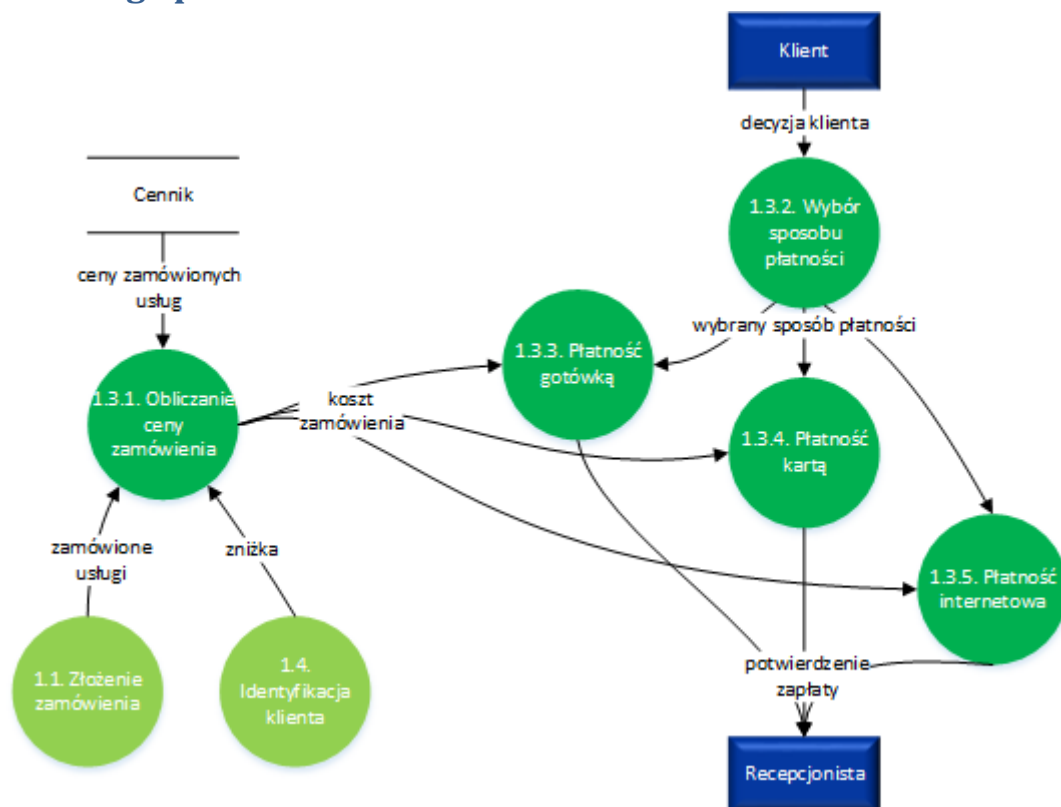 Klient
decyzja klienta
Cennik
1.3.2. Wybór
sposobu
płatności
ceny zamówionych
usług
wybrany sposób płatności
1.3.3. Płatność
gotówką
1.3.1. Obliczanie
ceny
zamówienia
koszt
zamówienia
1.3.4. Płatność
kartą
zamówione
usługi
zniżka
1.3.5. Płatność
internetowa
1.1. Złożenie
zamówienia
1.4.
Identyfikacja
klienta
potwierdzenie
zapłaty
Recepcjonista